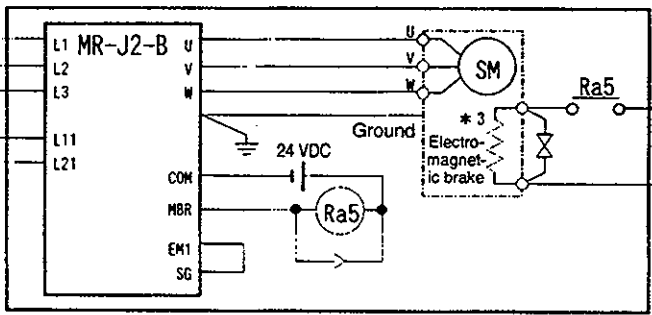 MR-J2-B
L1
L2
L3
L11
L21
U
V
W
COM
MBR
EM1
SG
U
V
W
SM
Ground
24 VDC
Ra5
* 3
Electro-
magnet-
ic brake
Ra5